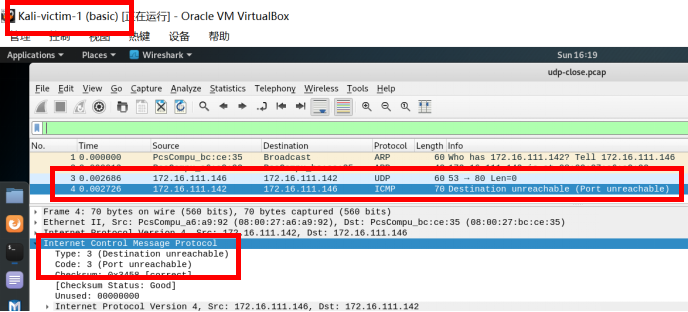 Kali-victim-1 (basic) [正在运行] - Oracle VM VirtualBox
管理 控制 视图 热键 设备 帮助
Applications Places Wireshark Sun 16:19
udp-close.pcap
File Edit View Go Capture Analyze Statistics Telephony Wireless Tools Help
No. Time Source Destination Protocol Length Info
1 0.000000 PcsCompu_bc:ce:35 Broadcast ARP 60 Who has 172.16.111.142? Tell 172.16.111.146
3 0.002686 172.16.111.146 172.16.111.142 UDP 60 53 → 80 Len=0
4 0.002726 172.16.111.142 172.16.111.146 ICMP 70 Destination unreachable (Port unreachable)
Frame 4: 70 bytes on wire (560 bits), 70 bytes captured (560 bits)
Ethernet II, Src: PcsCompu_a6:a9:92 (08:00:27:a6:a9:92), Dst: PcsCompu_bc:ce:35 (08:00:27:bc:ce:35)
Internet Protocol Version 4, Src: 172.16.111.142, Dst: 172.16.111.146
Internet Control Message Protocol
Type: 3 (Destination unreachable)
Code: 3 (Port unreachable)
Checksum: 0x3458 [correct]
[Checksum Status: Good]
Unused: 00000000
Internet Protocol Version 4, Src: 172.16.111.146, Dst: 172.16.111.142